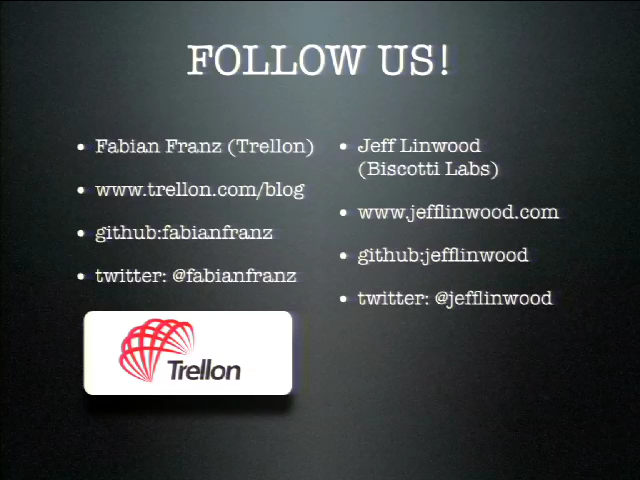 FOLLOW US!
• Fabian Franz (Trellon)
• www.trellon.com/blog
• github:fabianfranz
• twitter: @fabianfranz
Trellon
• Jeff Linwood
(Biscotti Labs)
• www.jefflinwood.com
• github:jefflinwood
• twitter: @jefflinwood